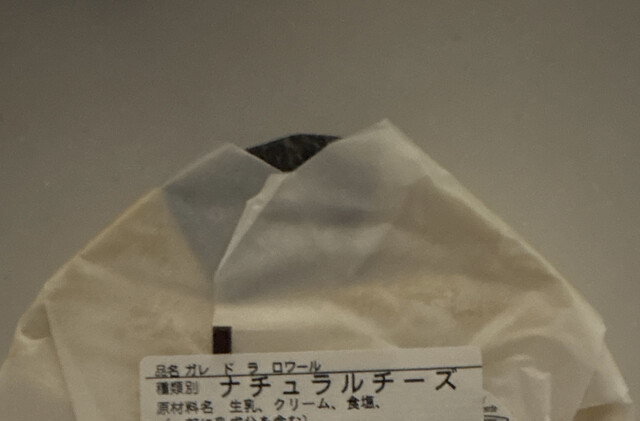 品名 ガレ ド ラ ロワール
種類別 ナチュラルチーズ
原材料名 生乳、クリーム、食塩、